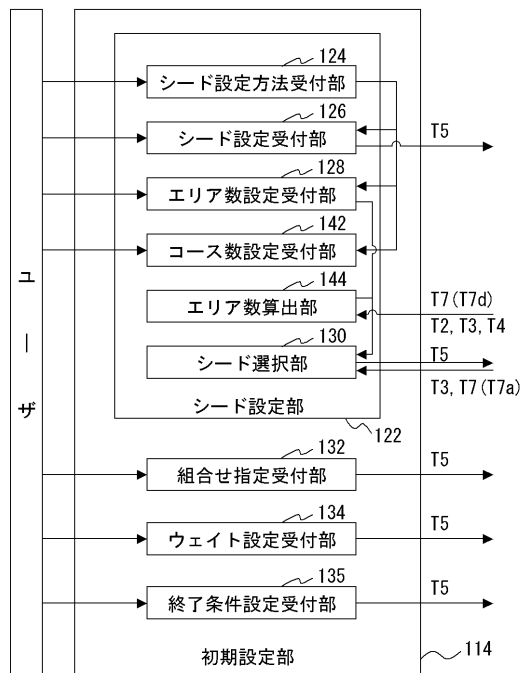 ユーザ
124
シード設定方法受付部
126
シード設定受付部
T5
128
エリア数設定受付部
142
コース数設定受付部
144
エリア数算出部
T7(T7d)
T2, T3, T4
130
シード選択部
T5
T3, T7(T7a)
シード設定部
122
132
組合せ指定受付部
T5
134
ウェイト設定受付部
T5
135
終了条件設定受付部
T5
初期設定部
114